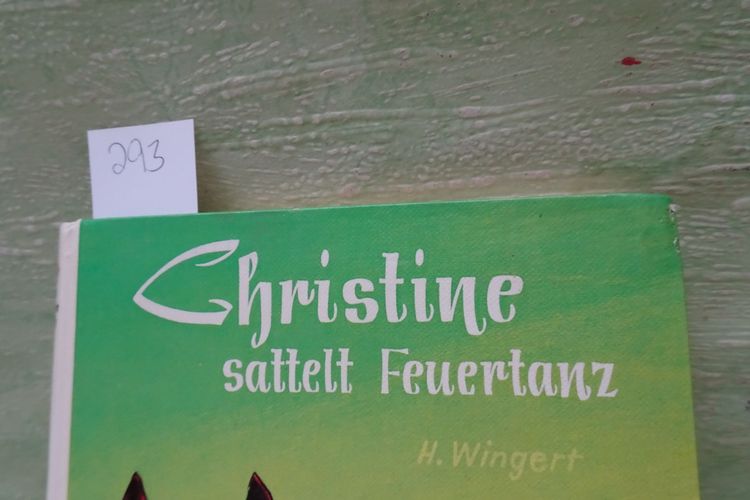 293
Christine
sattelt Feuertanz
H. Wingert